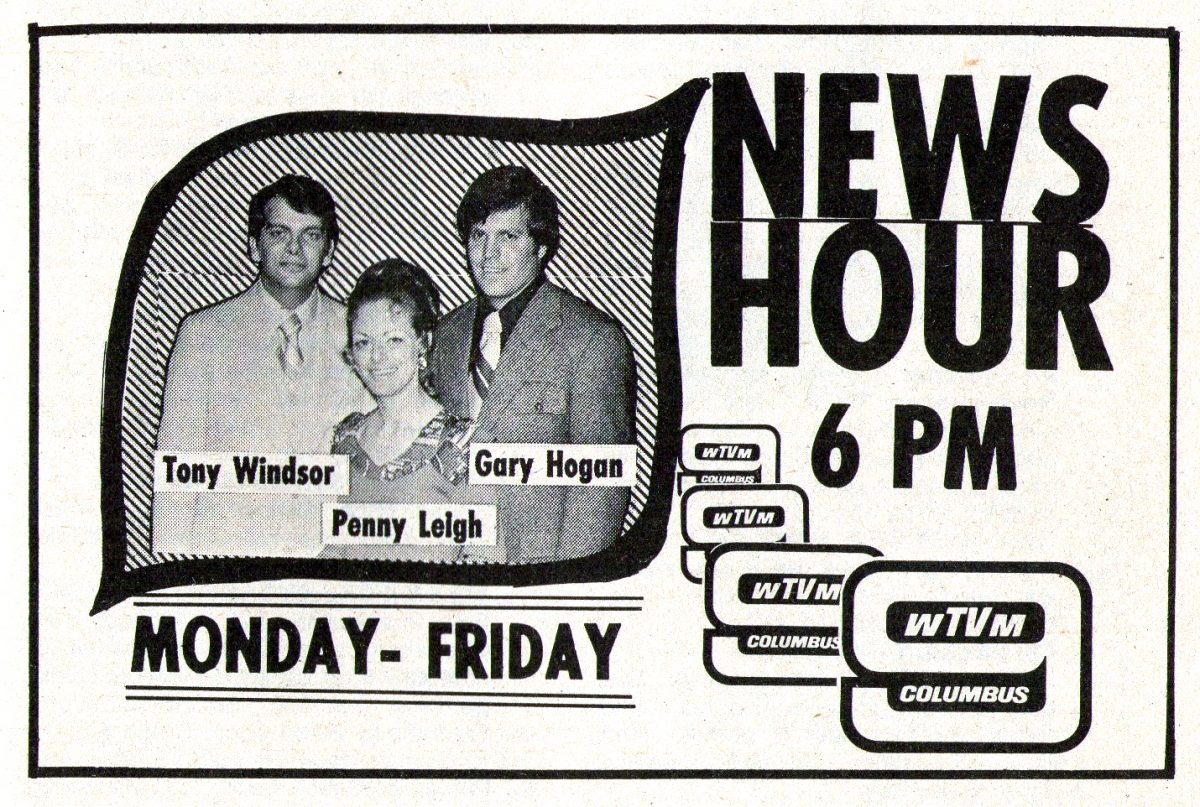 NEWS
HOUR
6 PM
Tony Windsor
Gary Hogan
Penny Leigh
MONDAY- FRIDAY
WTVM
COLUMBUS
WTVM
WTVM
COLUMBUS
WTVM
COLUMBUS